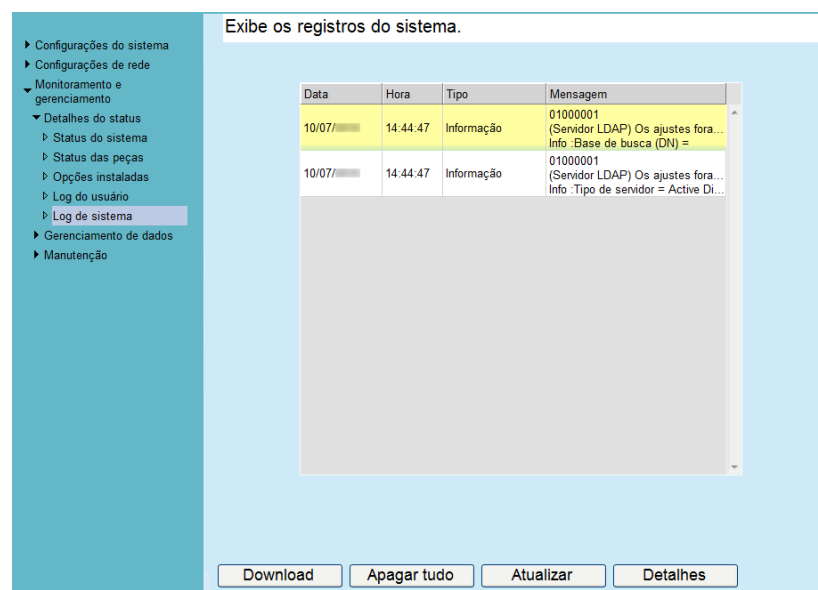 Exibe os registros do sistema.
Configurações do sistema
Configurações de rede
Monitoramento e
gerenciamento
Detalhes do status
Status do sistema
Status das peças
Opções instaladas
Log do usuário
Log de sistema
Gerenciamento de dados
Manutenção
Data Hora Tipo Mensagem
10/07/ 14:44:47 Informação
01000001
(Servidor LDAP) Os ajustes fora...
Info :Base de busca (DN) =
10/07/ 14:44:47 Informação
01000001
(Servidor LDAP) Os ajustes fora...
Info :Tipo de servidor = Active Di...
Download Apagar tudo Atualizar Detalhes